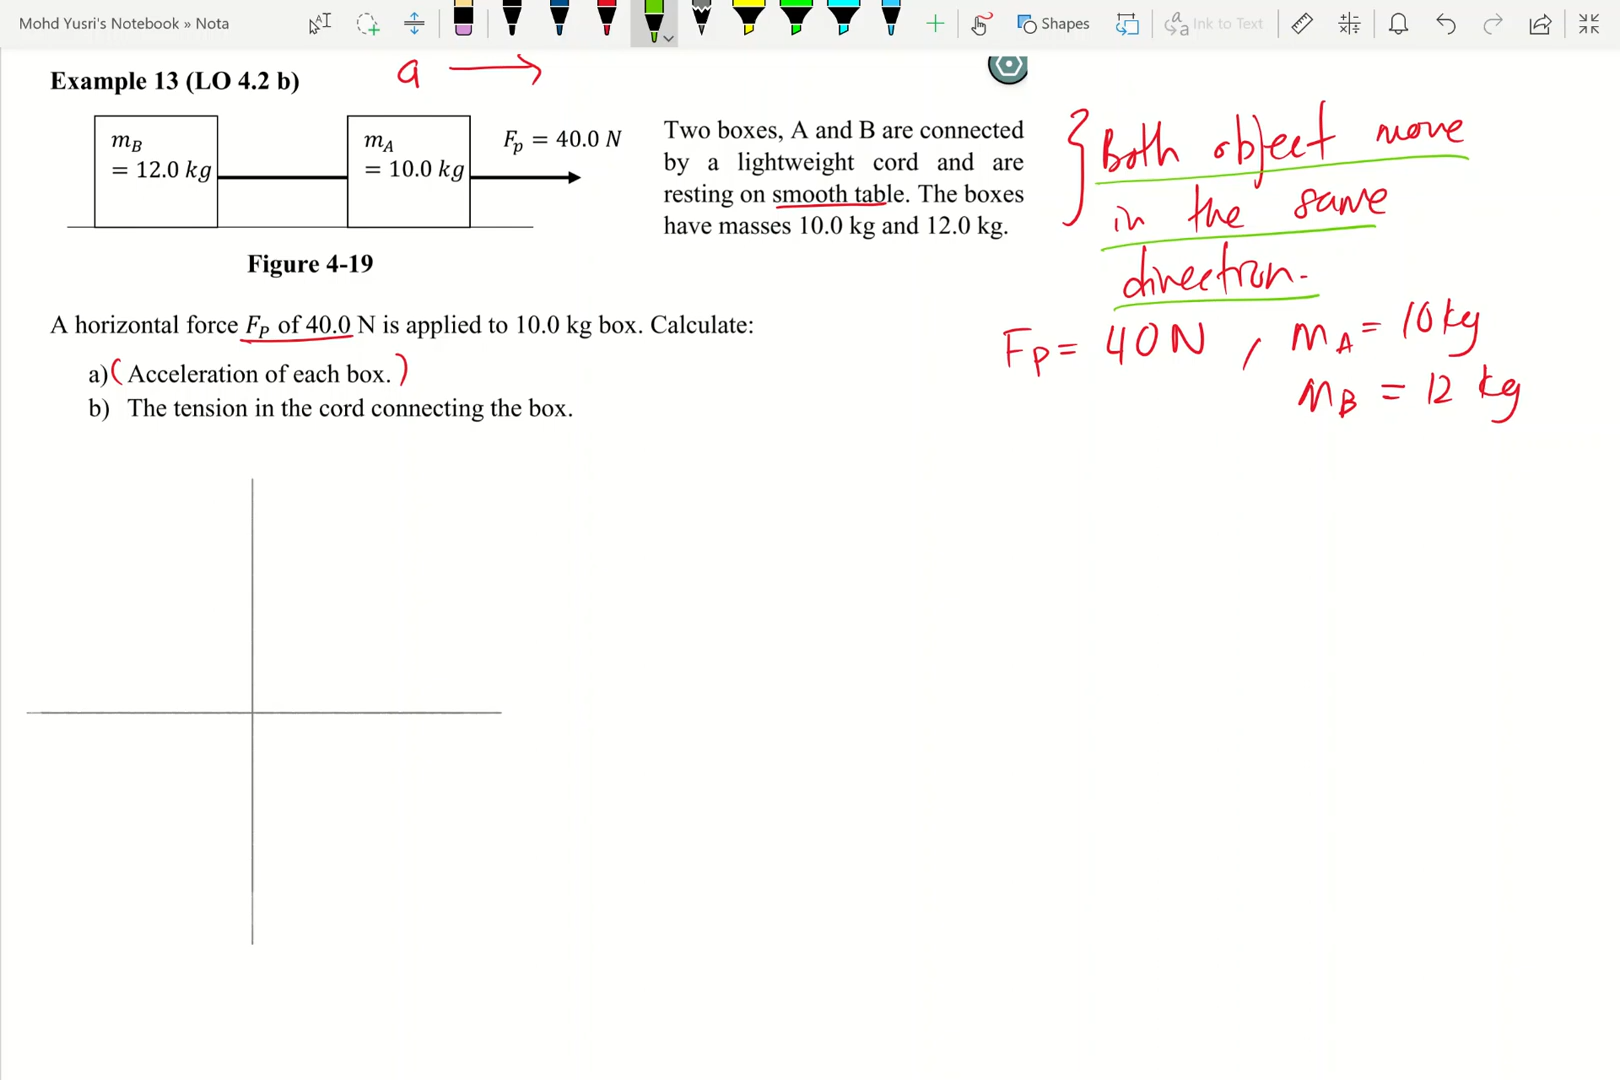 Mohd Yusri's Notebook » Nota
Shapes
Ink to Text
Example 13 (LO 4.2 b)
a
m_B
= 12.0 kg
m_A
= 10.0 kg
F_p = 40.0 N
Two boxes, A and B are connected
by a lightweight cord and are
resting on smooth table. The boxes
have masses 10.0 kg and 12.0 kg.
Both object move
in the same
direction.
Figure 4-19
A horizontal force F_P of 40.0 N is applied to 10.0 kg box. Calculate:
F_P = 40N , m_A = 10kg
m_B = 12 kg
a) (Acceleration of each box.)
b) The tension in the cord connecting the box.